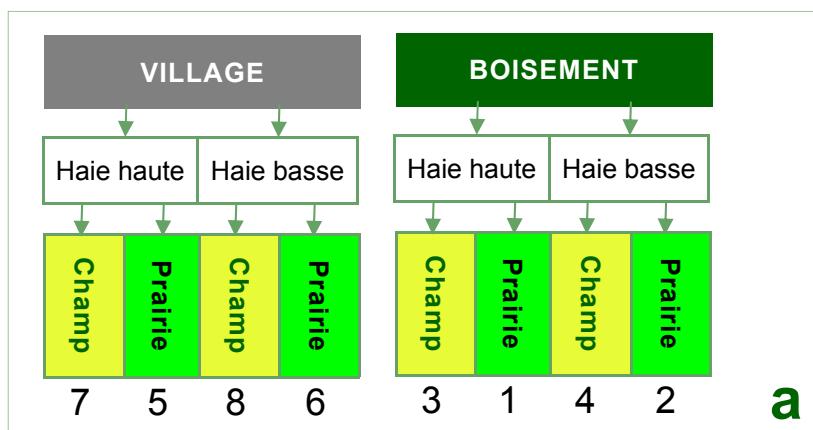 VILLAGE BOISEMENT
Haie haute Haie basse Haie haute Haie basse
Champ Prairie Champ Prairie Champ Prairie Champ Prairie
7 5 8 6 3 1 4 2
a